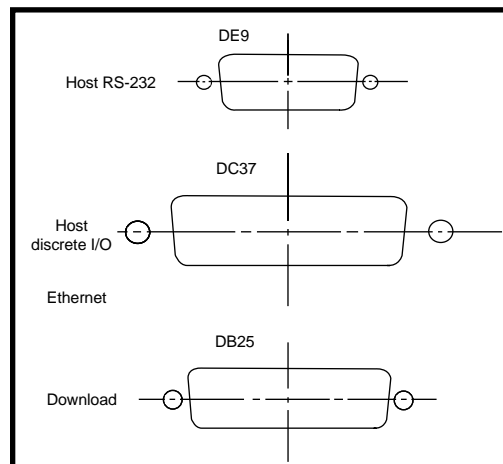 DE9
Host RS-232
DC37
Host
discrete I/O
Ethernet
DB25
Download